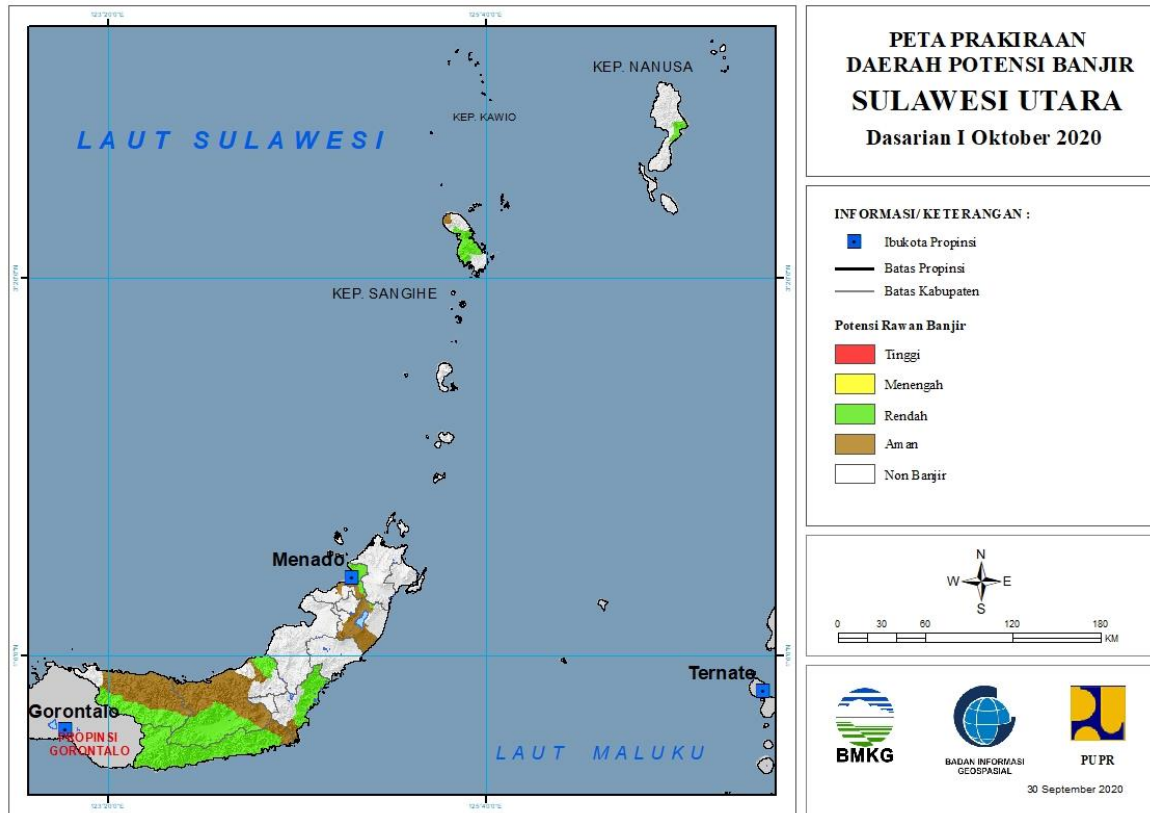 PETA PRAKIRAAN
DAERAH POTENSI BANJIR
SULAWESI UTARA
Dasarian I Oktober 2020
KEP. NANUSA
KEP. KAWIO
LAUT SULAWESI
KEP. SANGIHE
Menado
Ternate
Gorontalo
PROPINSI
GORONTALO
LAUT MALUKU
INFORMASI/ KETERANGAN :
Ibukota Propinsi
Batas Propinsi
Batas Kabupaten
Potensi Rawan Banjir
Tinggi
Menengah
Rendah
Aman
Non Banjir
N
W E
S
0 30 60 120 180
KM
BMKG
BADAN INFORMASI
GEOSPASIAL
PUPR
30 September 2020